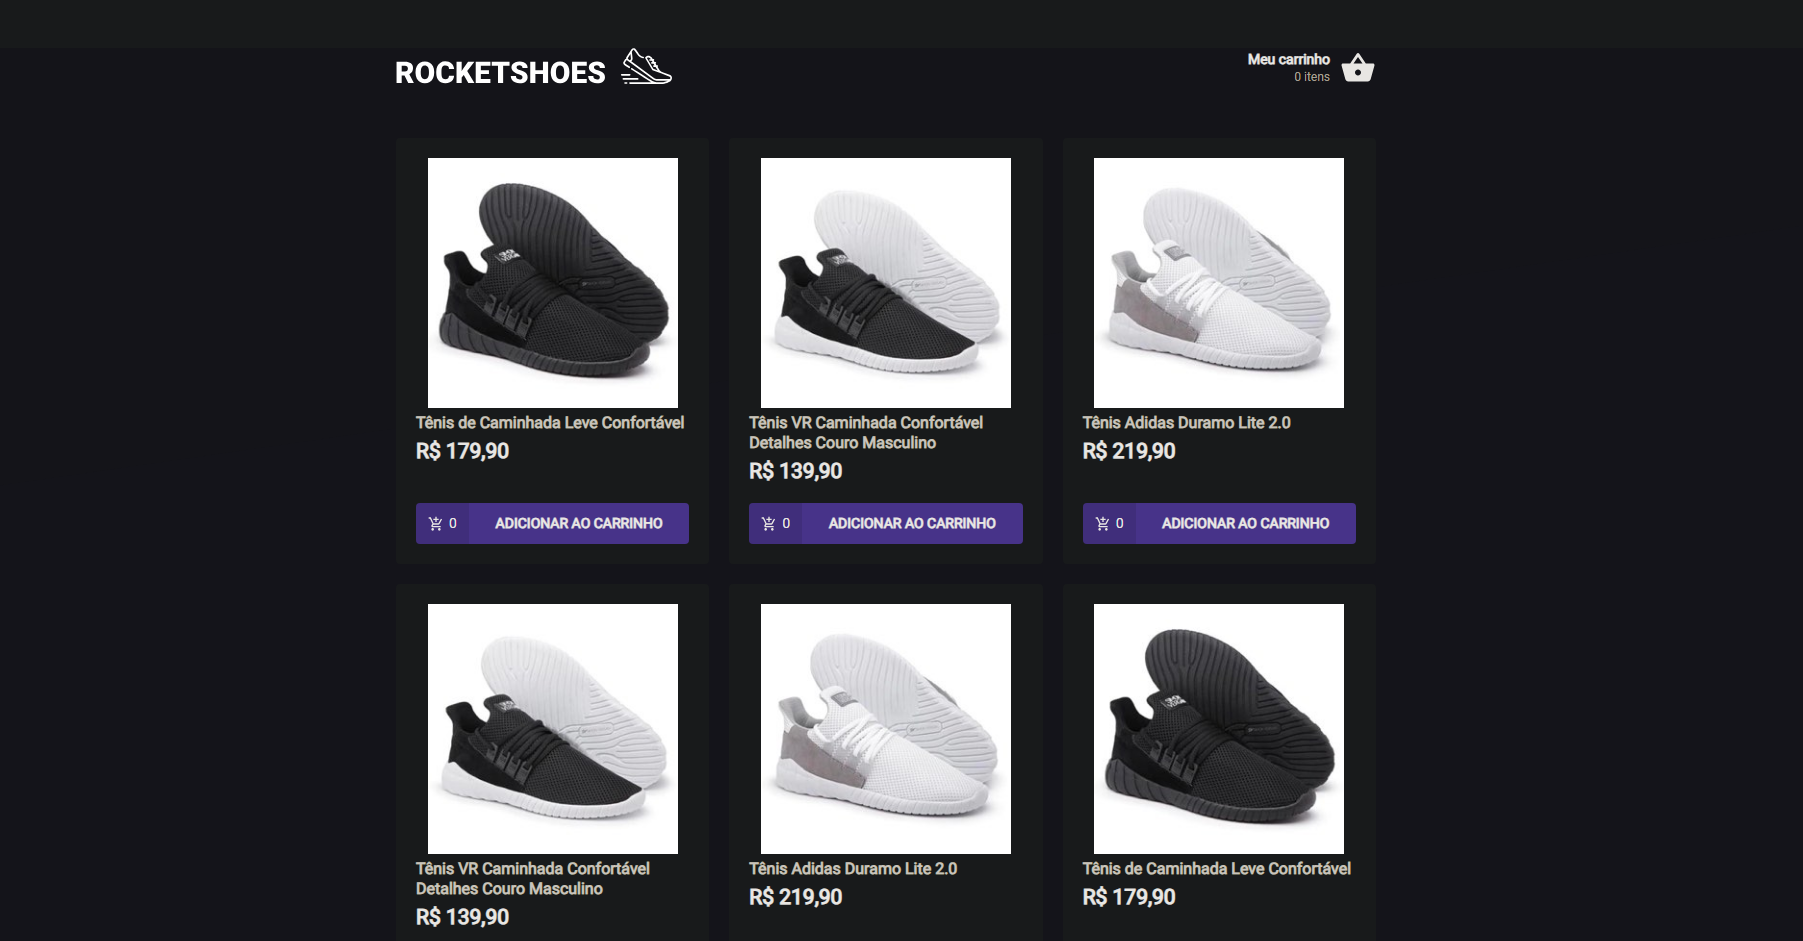 ROCKETSHOES
Meu carrinho
0 itens
Tênis de Caminhada Leve Confortável
R$ 179,90
0 ADICIONAR AO CARRINHO
Tênis VR Caminhada Confortável
Detalhes Couro Masculino
R$ 139,90
0 ADICIONAR AO CARRINHO
Tênis Adidas Duramo Lite 2.0
R$ 219,90
0 ADICIONAR AO CARRINHO
Tênis VR Caminhada Confortável
Detalhes Couro Masculino
R$ 139,90
Tênis Adidas Duramo Lite 2.0
R$ 219,90
Tênis de Caminhada Leve Confortável
R$ 179,90